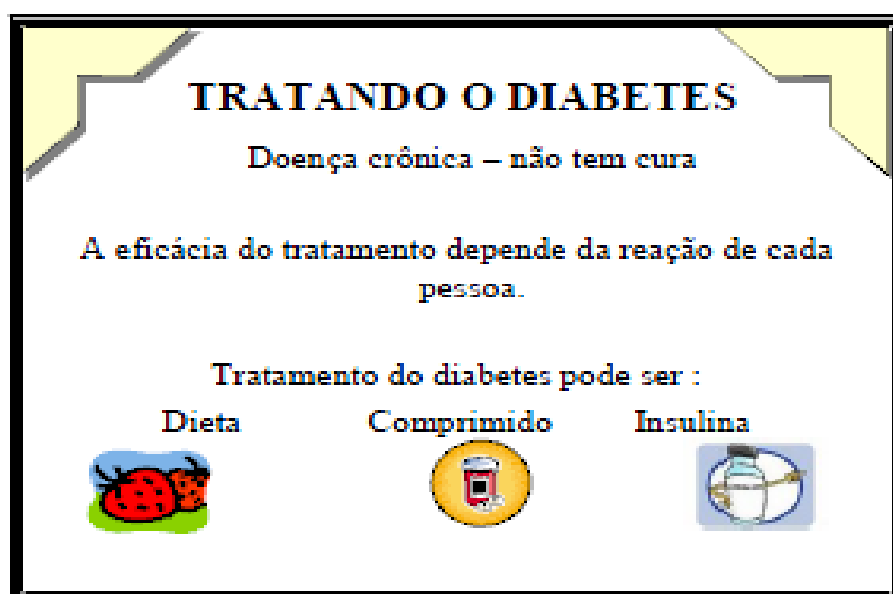 TRATANDO O DIABETES
Doença crônica – não tem cura
A eficácia do tratamento depende da reação de cada
pessoa.
Tratamento do diabetes pode ser :
Dieta Comprimido Insulina